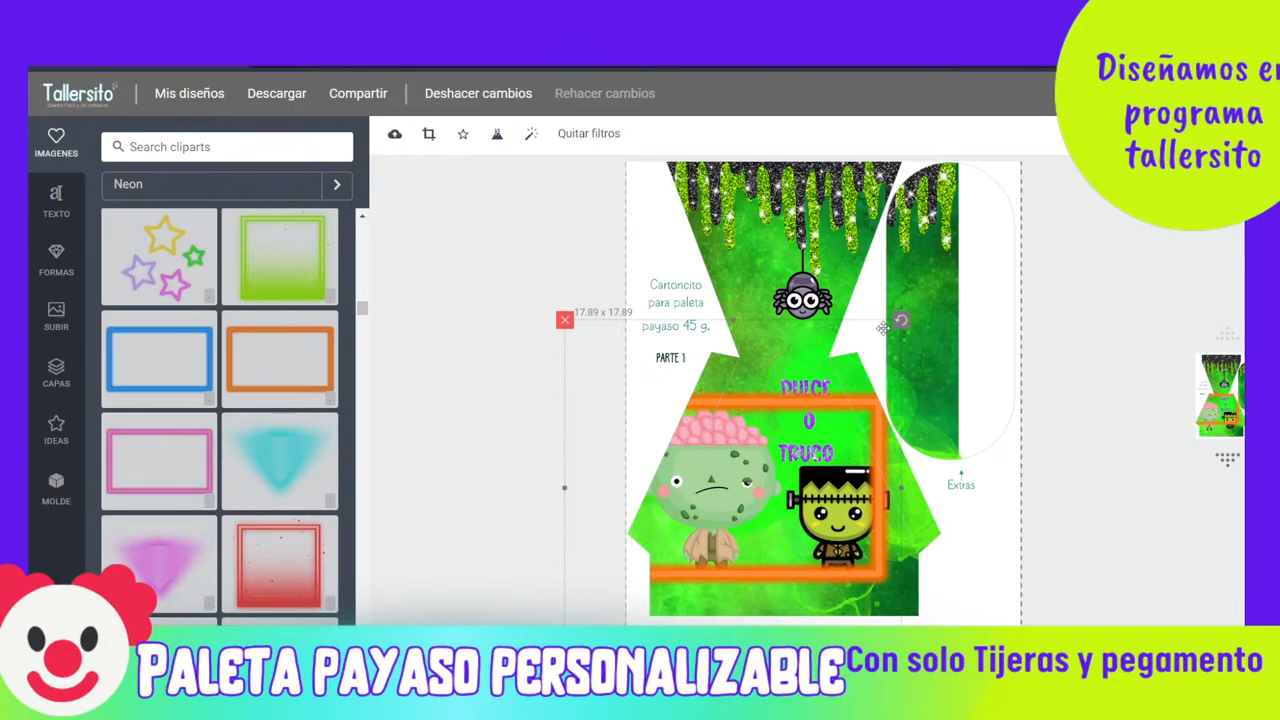 Diseñamos en
programa
tallersito
Tallersito
Mis diseños
Descargar
Compartir
Deshacer cambios
Rehacer cambios
IMAGENES
TEXTO
FORMAS
SUBIR
CAPAS
IDEAS
MOLDE
Search cliparts
Neon
Quitar filtros
17.89 x 17.89
Cartoncito
para paleta
payaso 45 g.
PARTE 1
DULCE
O
TRUCO
Extras
PALETA PAYASO PERSONALIZABLE
Con solo Tijeras y pegamento